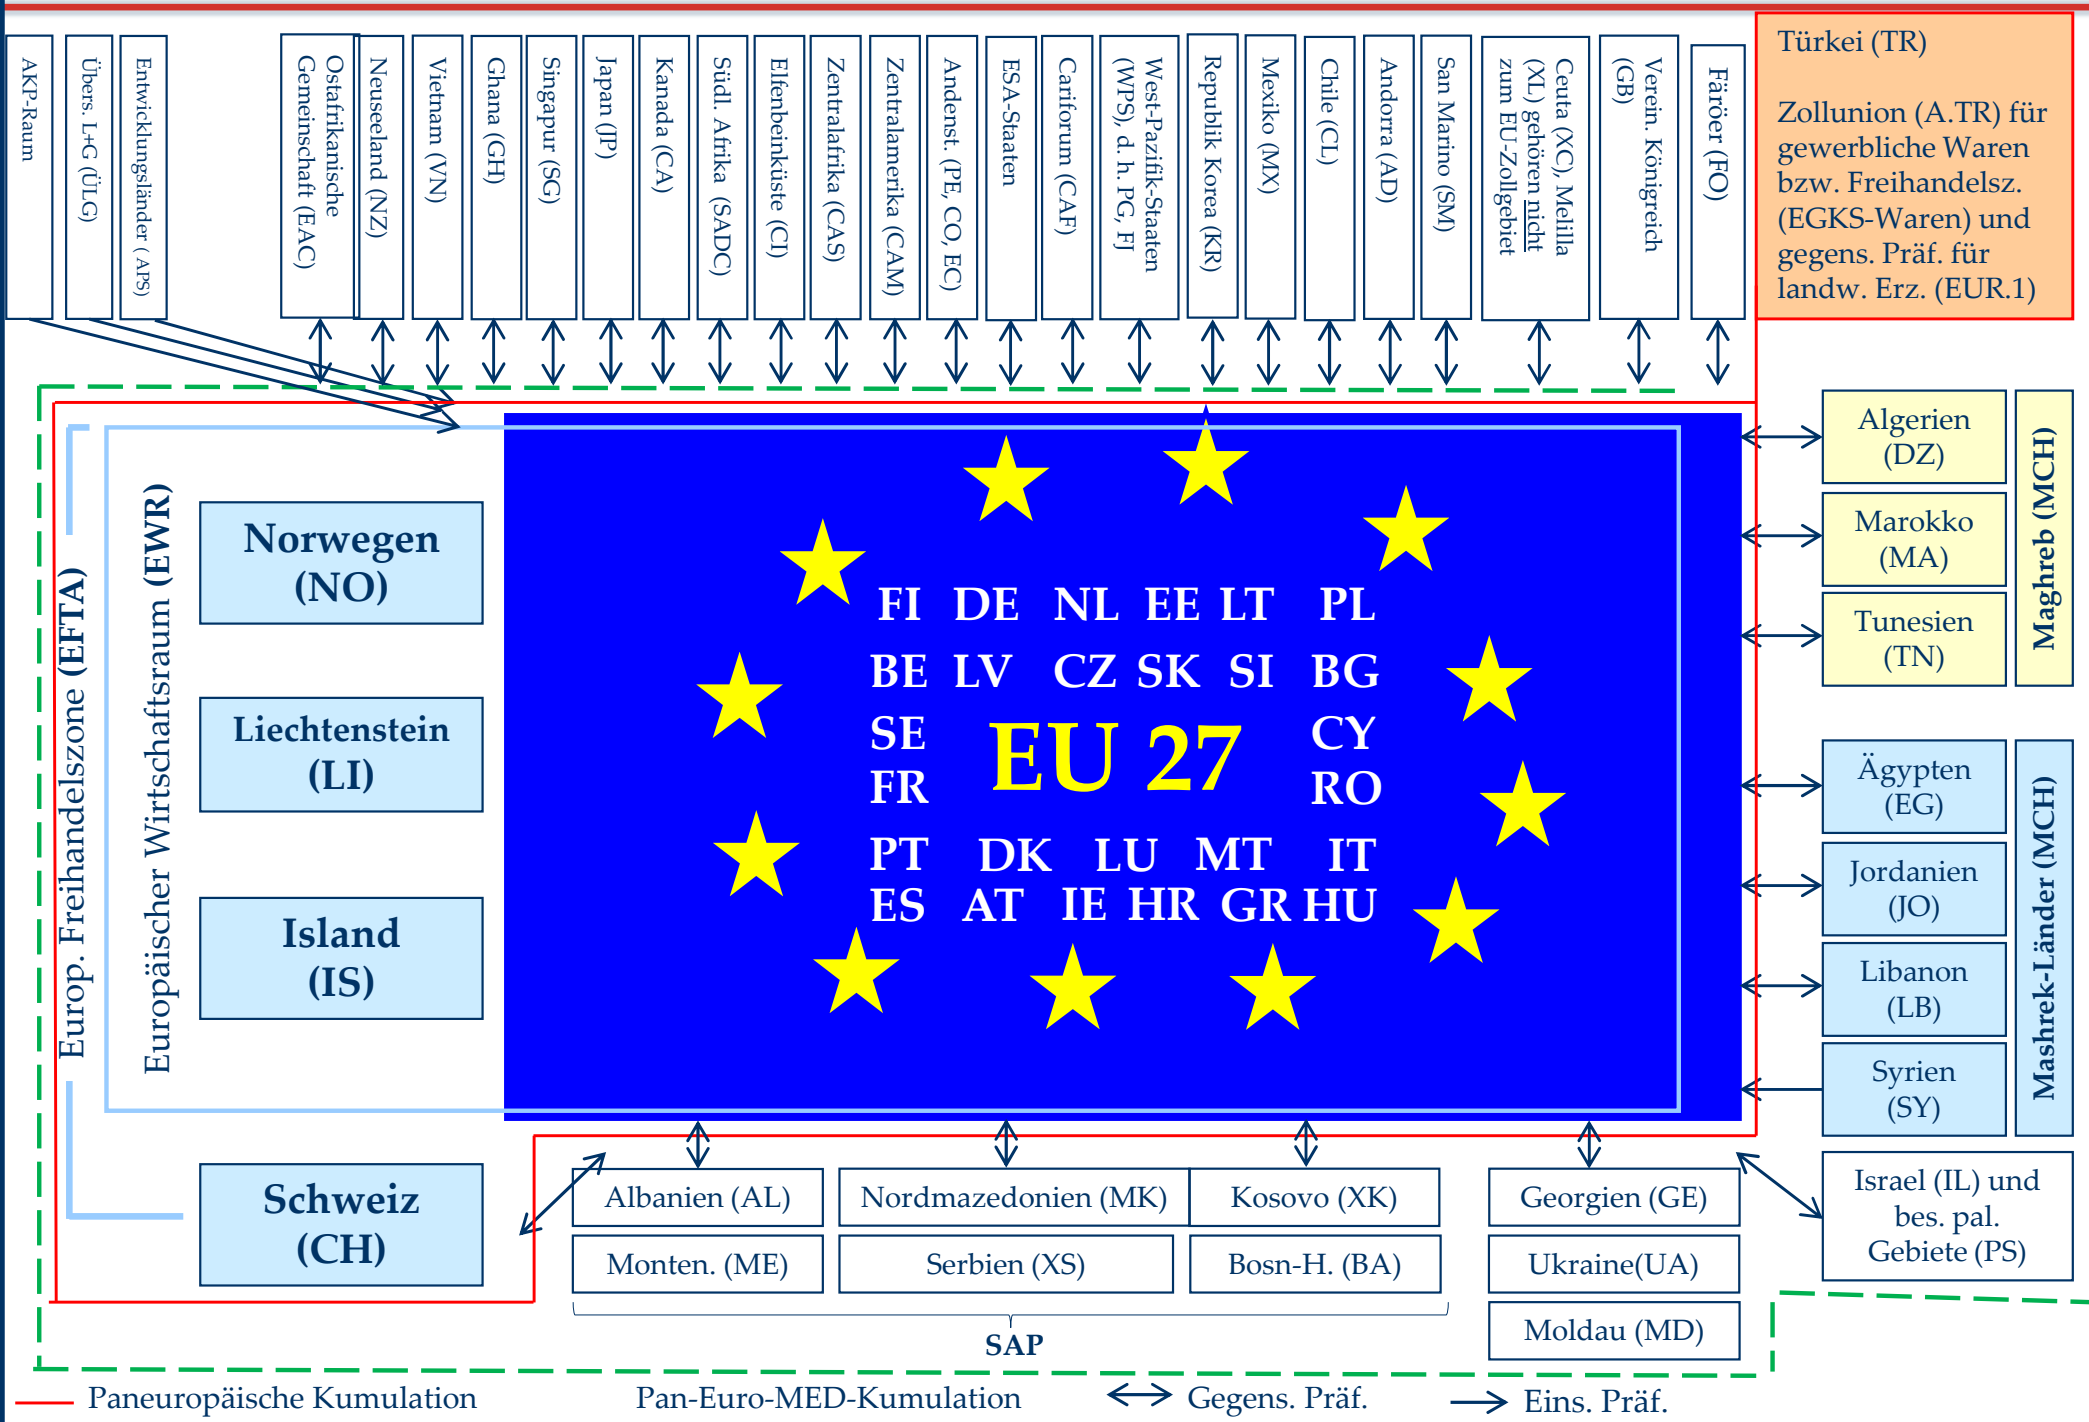 AKP-Raum
Übers. L+G (ÜLG)
Entwicklungsländer ( APS)
Ostafrikanische
Gemeinschaft (EAC)
Neuseeland (NZ)
Vietnam (VN)
Ghana (GH)
Singapur (SG)
Japan (JP)
Kanada (CA)
Südl. Afrika (SADC)
Elfenbeinküste (CI)
Zentralafrika (CAS)
Zentralamerika (CAM)
Andenst. (PE, CO, EC)
ESA-Staaten
Cariforum (CAF)
West-Pazifik-Staaten
(WPS), d. h. PG, FJ
Republik Korea (KR)
Mexiko (MX)
Chile (CL)
Andorra (AD)
San Marino (SM)
Ceuta (XC), Melilla
(XL) gehören nicht
zum EU-Zollgebiet
Verein. Königreich
(GB)
Färöer (FO)
Türkei (TR)
Zollunion (A.TR) für
gewerbliche Waren
bzw. Freihandelsz.
(EGKS-Waren) und
gegens. Präf. für
landw. Erz. (EUR.1)
Europ. Freihandelszone (EFTA)
Europäischer Wirtschaftsraum (EWR)
Norwegen
(NO)
Liechtenstein
(LI)
Island
(IS)
Schweiz
(CH)
FI DE NL EE LT PL
BE LV CZ SK SI BG
SE EU 27 CY
FR RO
PT DK LU MT IT
ES AT IE HR GR HU
Algerien
(DZ)
Marokko
(MA)
Tunesien
(TN)
Maghreb (MCH)
Ägypten
(EG)
Jordanien
(JO)
Libanon
(LB)
Syrien
(SY)
Mashrek-Länder (MCH)
Israel (IL) und
bes. pal.
Gebiete (PS)
Albanien (AL)
Nordmazedonien (MK)
Kosovo (XK)
Georgien (GE)
Monten. (ME)
Serbien (XS)
Bosn-H. (BA)
Ukraine(UA)
Moldau (MD)
SAP
Paneuropäische Kumulation
Pan-Euro-MED-Kumulation
Gegens. Präf.
Eins. Präf.